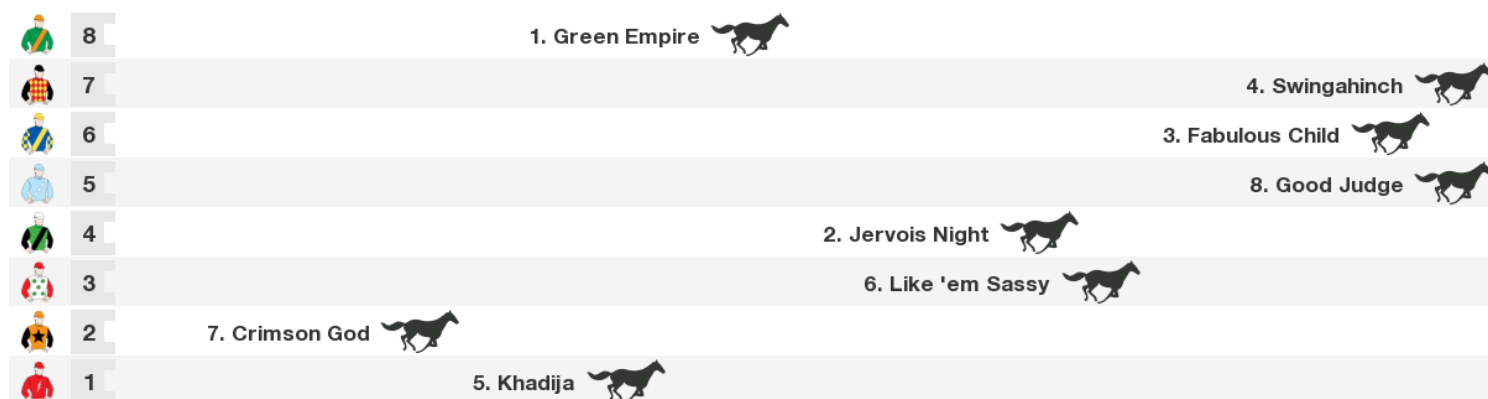 8 1. Green Empire
7 4. Swingahinch
6 3. Fabulous Child
5 8. Good Judge
4 2. Jervois Night
3 6. Like 'em Sassy
2 7. Crimson God
1 5. Khadija